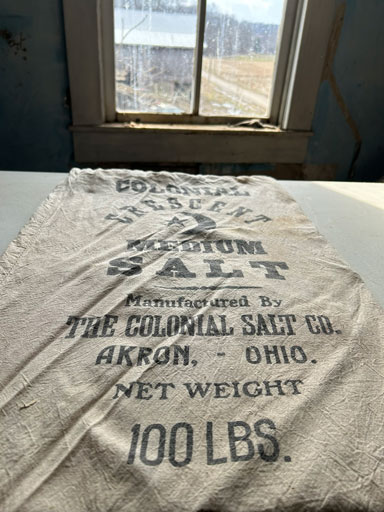 COLONIAL
CRESCENT
MEDIUM
SALT
Manufactured By
THE COLONIAL SALT CO.
AKRON, - OHIO.
NET WEIGHT
100 LBS.